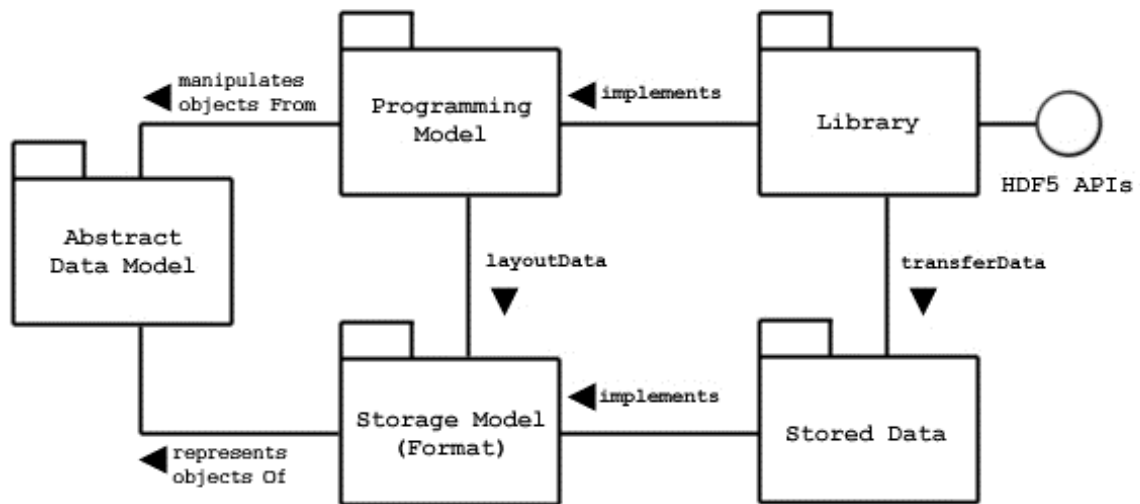 manipulates
objects From
Programming
Model
implements
Library
HDF5 APIs
Abstract
Data Model
layoutData
transferData
Storage Model
(Format)
implements
Stored Data
represents
objects Of